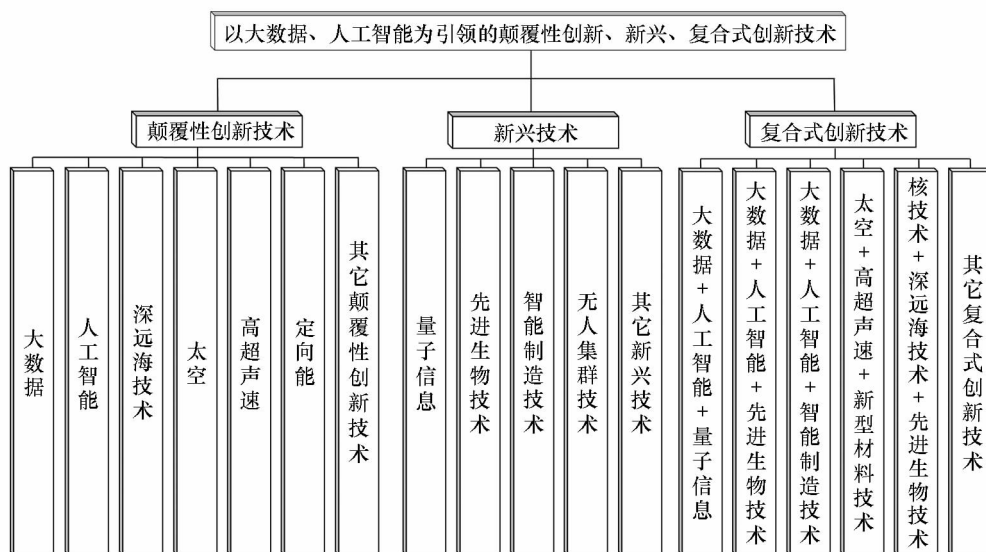 以大数据、人工智能为引领的颠覆性创新、新兴、复合式创新技术
颠覆性创新技术
新兴技术
复合式创新技术
大数据
人工智能
深远海技术
太空
高超声速
定向能
其它颠覆性创新技术
量子信息
先进生物技术
智能制造技术
无人集群技术
其它新兴技术
大数据+人工智能+量子信息
大数据+人工智能+先进生物技术
大数据+人工智能+智能制造技术
太空+高超声速+新型材料技术
核技术+深远海技术+先进生物技术
其它复合式创新技术